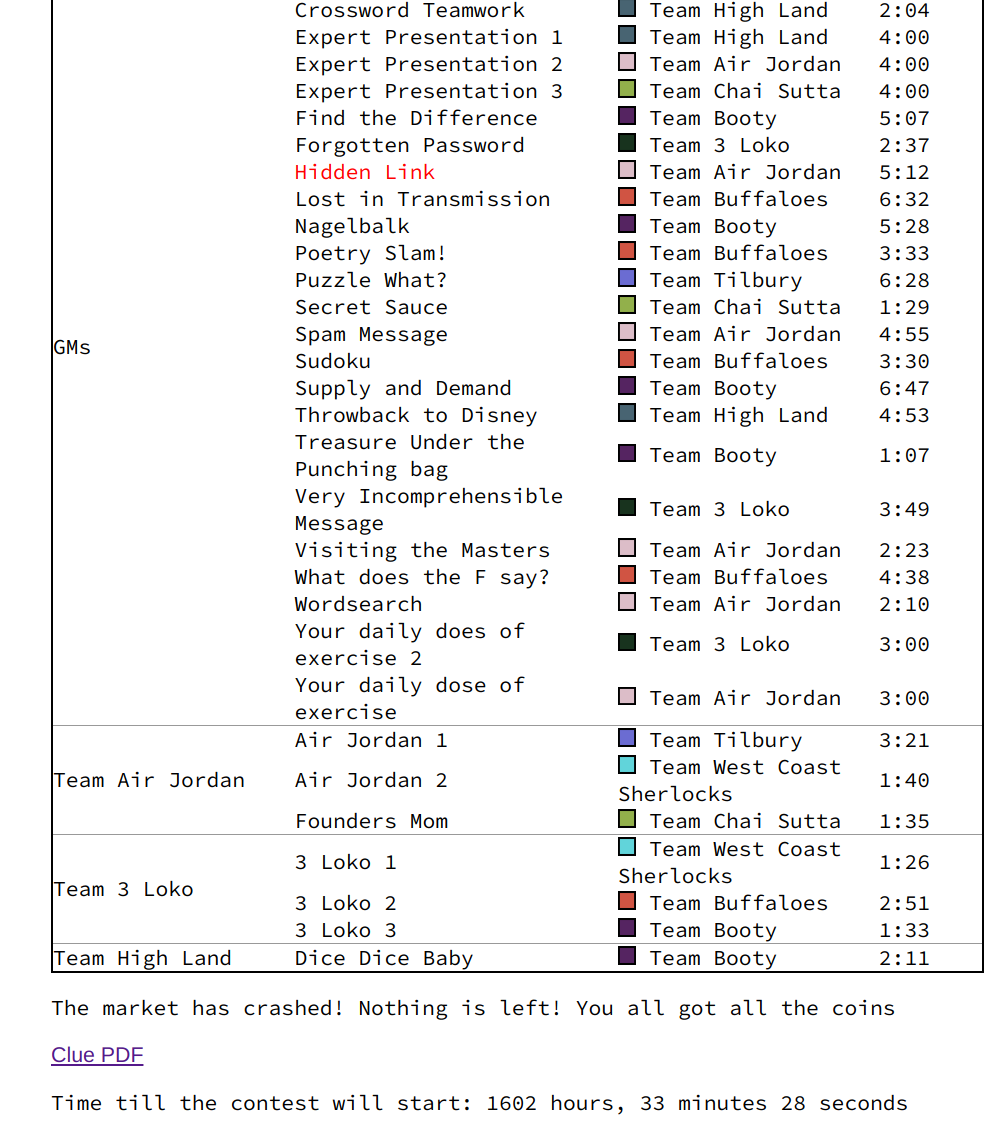 Crossword Teamwork Team High Land 2:04
Expert Presentation 1 Team High Land 4:00
Expert Presentation 2 Team Air Jordan 4:00
Expert Presentation 3 Team Chai Sutta 4:00
Find the Difference Team Booty 5:07
Forgotten Password Team 3 Loko 2:37
Hidden Link Team Air Jordan 5:12
Lost in Transmission Team Buffaloes 6:32
Nagelbalk Team Booty 5:28
Poetry Slam! Team Buffaloes 3:33
Puzzle What? Team Tilbury 6:28
Secret Sauce Team Chai Sutta 1:29
Spam Message Team Air Jordan 4:55
GMs
Sudoku Team Buffaloes 3:30
Supply and Demand Team Booty 6:47
Throwback to Disney Team High Land 4:53
Treasure Under the
Punching bag Team Booty 1:07
Very Incomprehensible
Message Team 3 Loko 3:49
Visiting the Masters Team Air Jordan 2:23
What does the F say? Team Buffaloes 4:38
Wordsearch Team Air Jordan 2:10
Your daily does of
exercise 2 Team 3 Loko 3:00
Your daily dose of
exercise Team Air Jordan 3:00
Air Jordan 1 Team Tilbury 3:21
Team Air Jordan Air Jordan 2 Team West Coast
Sherlocks 1:40
Founders Mom Team Chai Sutta 1:35
3 Loko 1 Team West Coast
Sherlocks 1:26
Team 3 Loko
3 Loko 2 Team Buffaloes 2:51
3 Loko 3 Team Booty 1:33
Team High Land Dice Dice Baby Team Booty 2:11
The market has crashed! Nothing is left! You all got all the coins
Clue PDF
Time till the contest will start: 1602 hours, 33 minutes 28 seconds